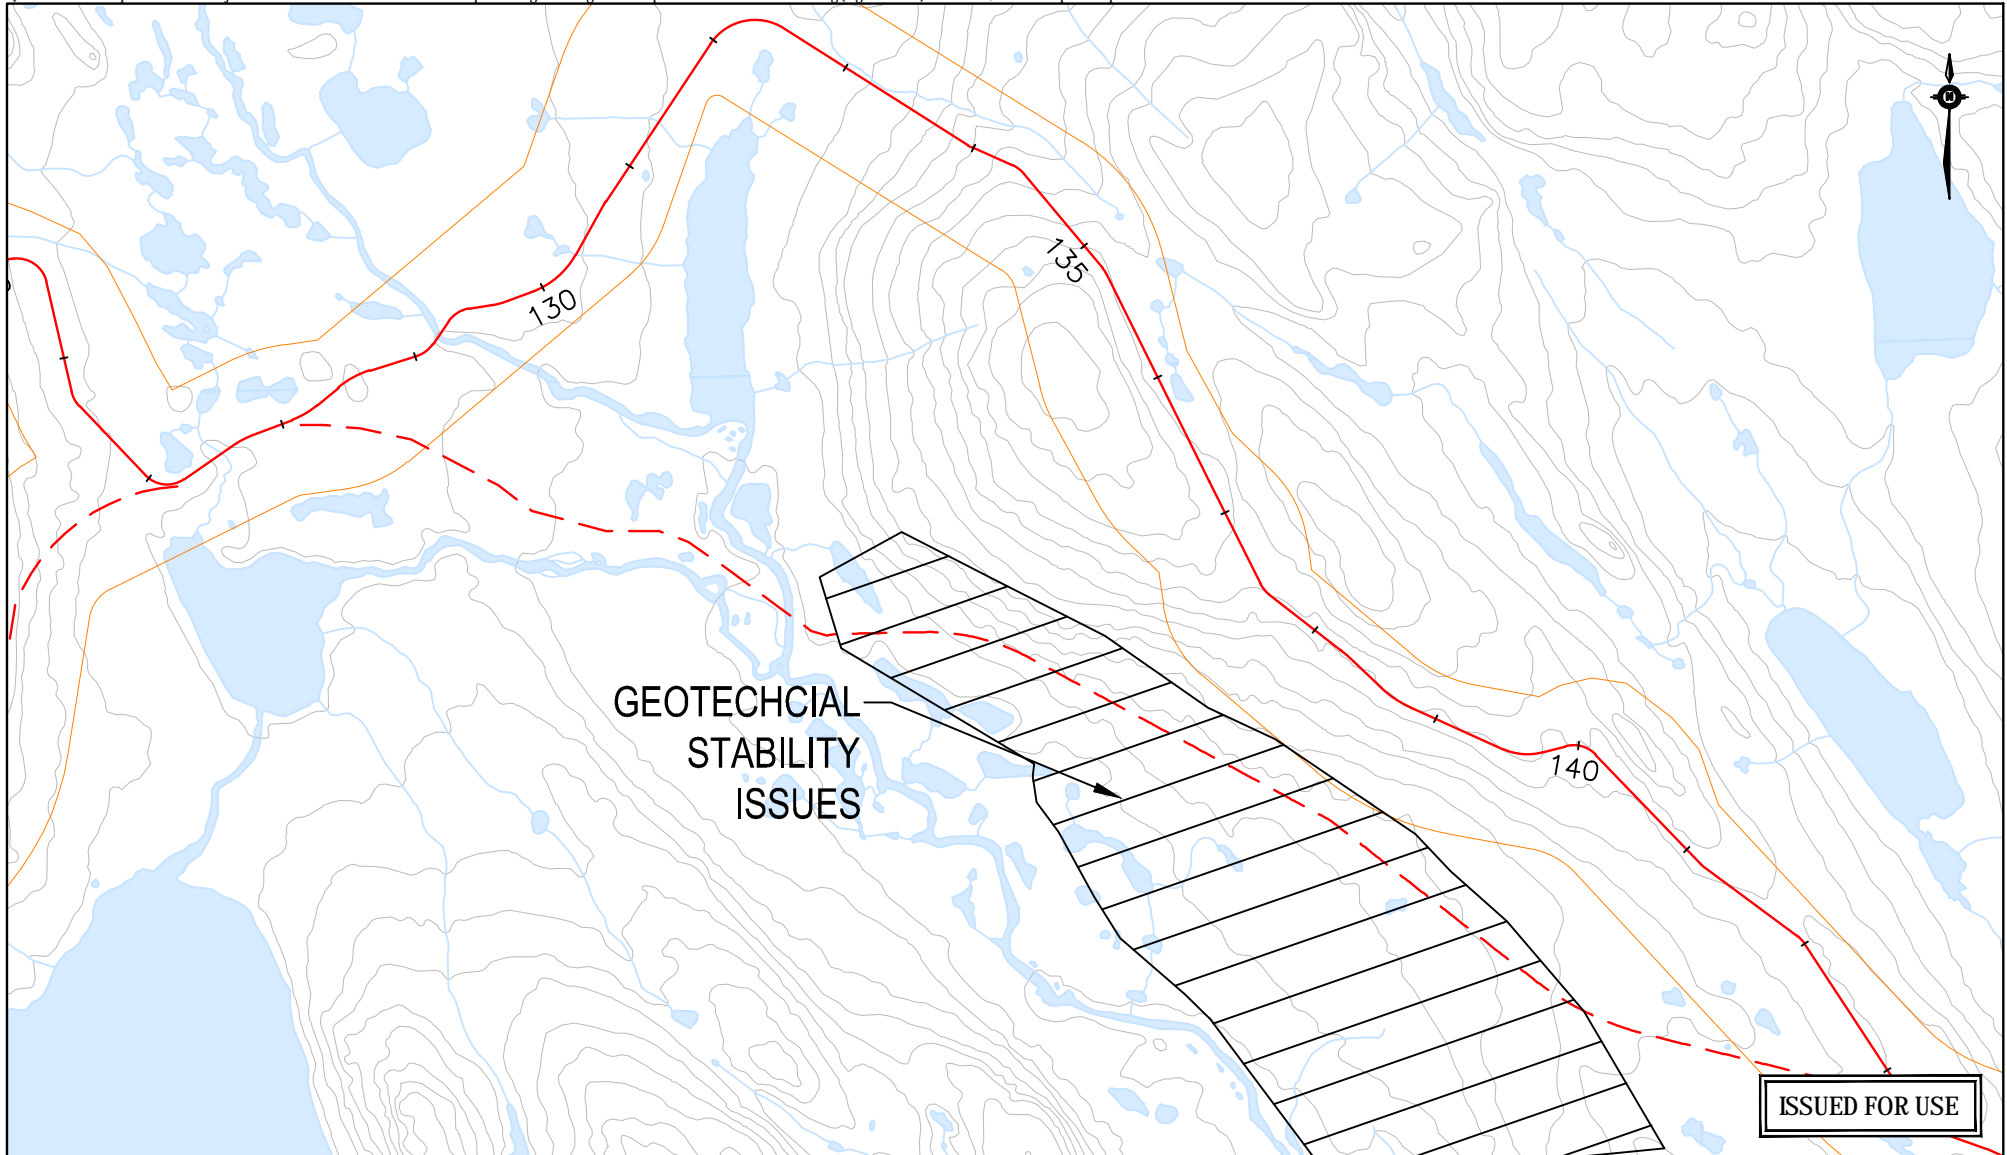 135
130
GEOTECHCIAL
STABILITY
ISSUES
140
ISSUED FOR USE